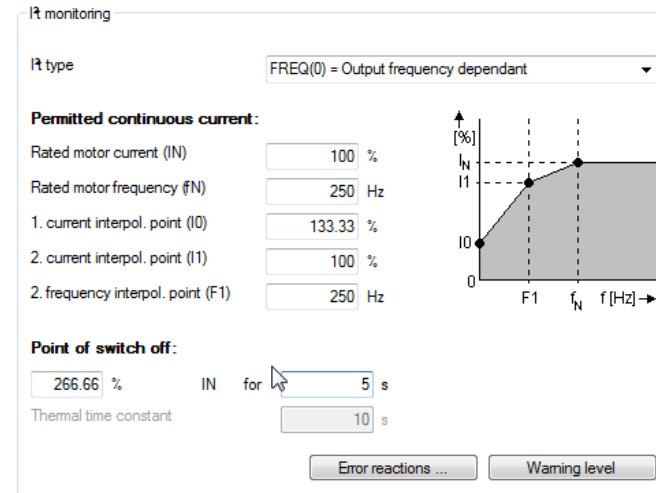 I²t monitoring
I²t type FREQ(0) = Output frequency dependant
Permitted continuous current:
Rated motor current (IN) 100 %
Rated motor frequency (fN) 250 Hz
1. current interpol. point (I0) 133.33 %
2. current interpol. point (I1) 100 %
2. frequency interpol. point (F1) 250 Hz
[%]
IN
I1
I0
0
F1 fN f [Hz]
Point of switch off:
266.66 % IN for 5 s
Thermal time constant 10 s
Error reactions ... Warning level